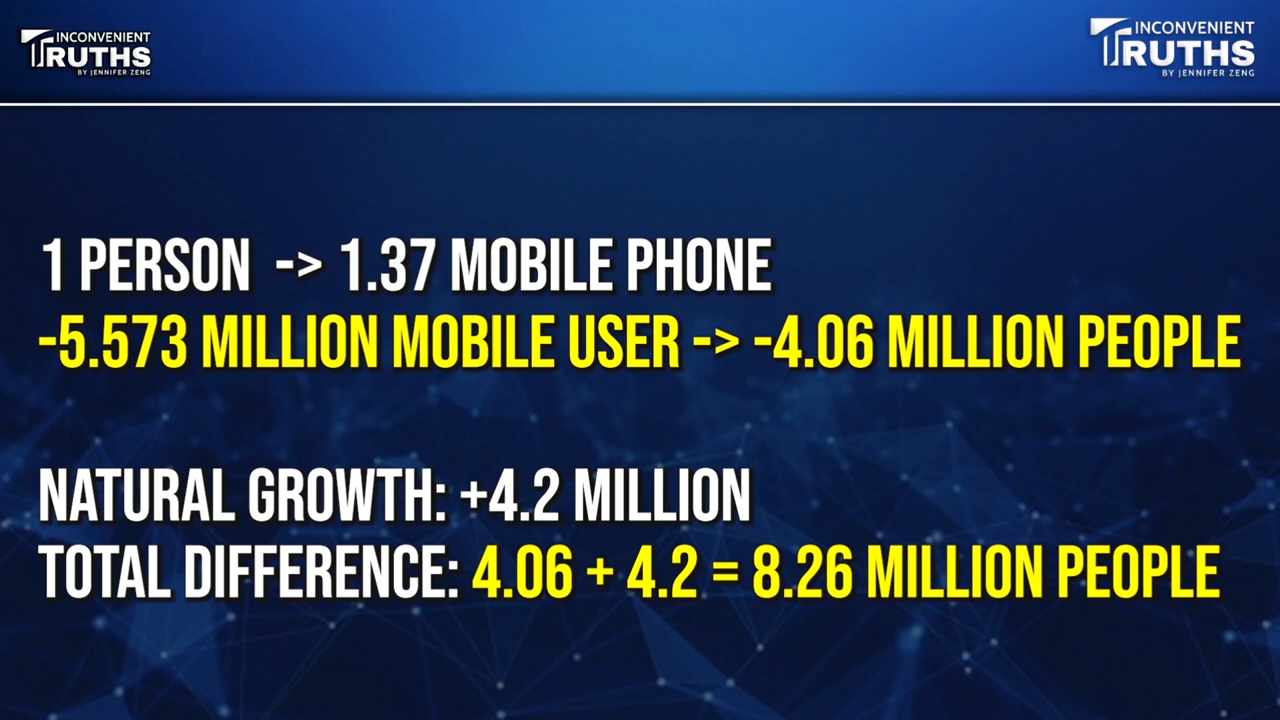 INCONVENIENT
TRUTHS
BY JENNIFER ZENG
INCONVENIENT
TRUTHS
BY JENNIFER ZENG
1 PERSON -> 1.37 MOBILE PHONE
-5.573 MILLION MOBILE USER -> -4.06 MILLION PEOPLE
NATURAL GROWTH: +4.2 MILLION
TOTAL DIFFERENCE: 4.06 + 4.2 = 8.26 MILLION PEOPLE